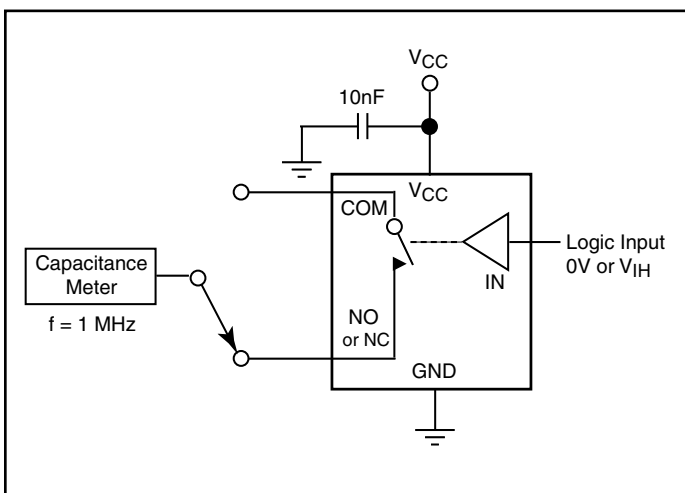 VCC
10nF
VCC
COM
Logic Input
0V or VIH
IN
Capacitance
Meter
f = 1 MHz
NO
or NC
GND